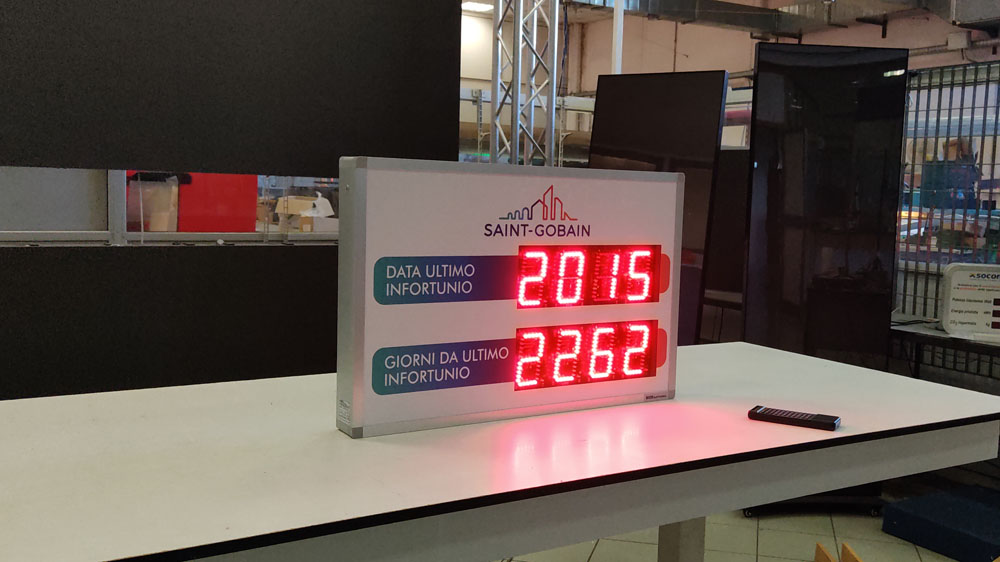 SAINT-GOBAIN
DATA ULTIMO
INFORTUNIO
2015
GIORNI DA ULTIMO
INFORTUNIO
2262